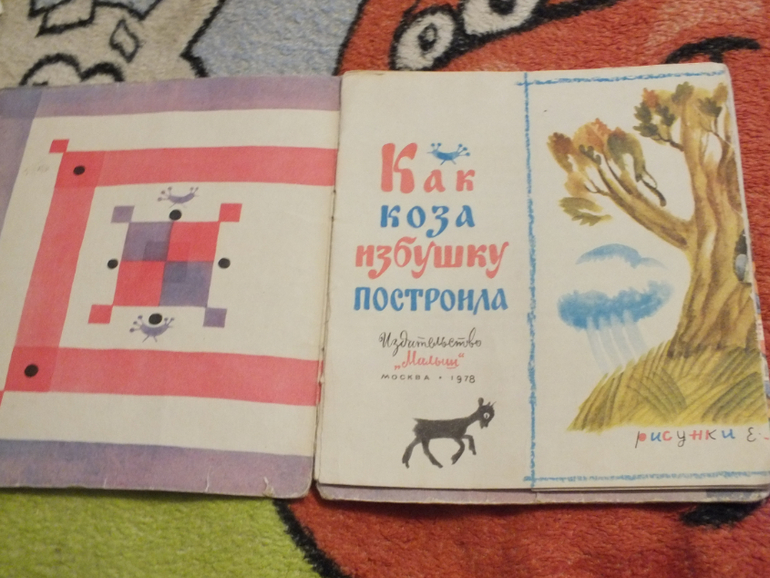 Как
коза
избушку
построила
Издательство
„Малыш“
МОСКВА • 1978
рисунки Е.